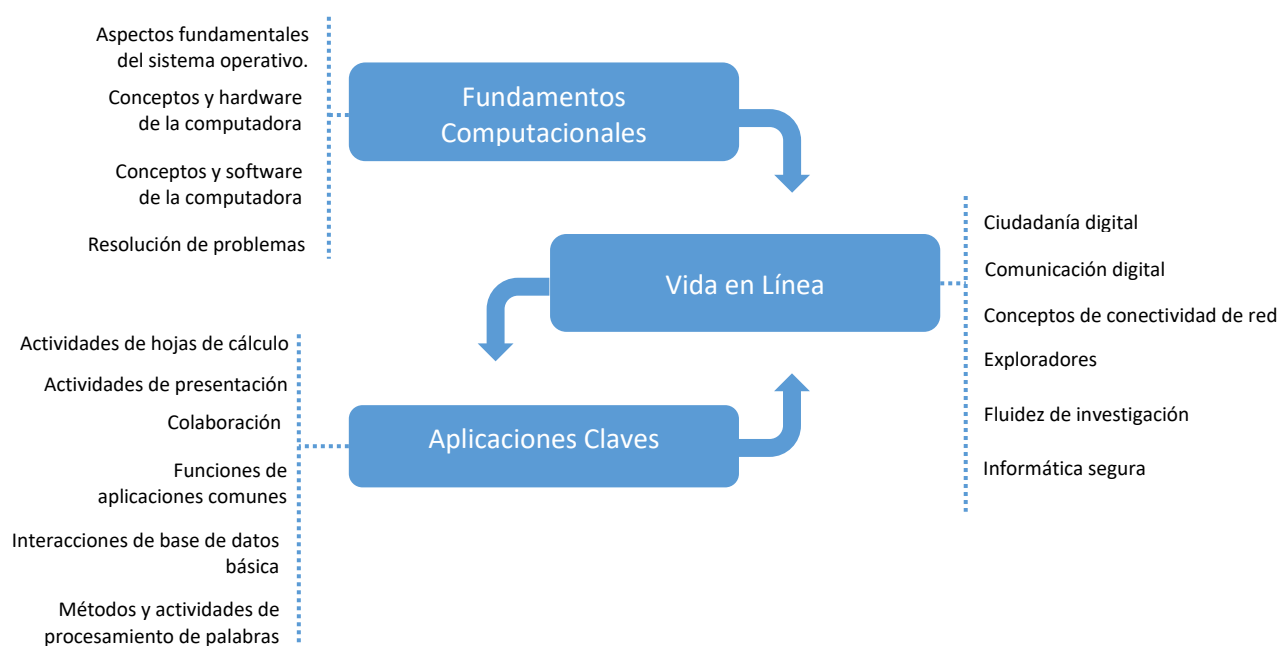 Aspectos fundamentales
del sistema operativo.
Conceptos y hardware
de la computadora
Conceptos y software
de la computadora
Resolución de problemas
Fundamentos
Computacionales
Vida en Línea
Ciudadanía digital
Comunicación digital
Conceptos de conectividad de red
Exploradores
Fluidez de investigación
Informática segura
Actividades de hojas de cálculo
Actividades de presentación
Colaboración
Funciones de
aplicaciones comunes
Interacciones de base de datos
básica
Métodos y actividades de
procesamiento de palabras
Aplicaciones Claves